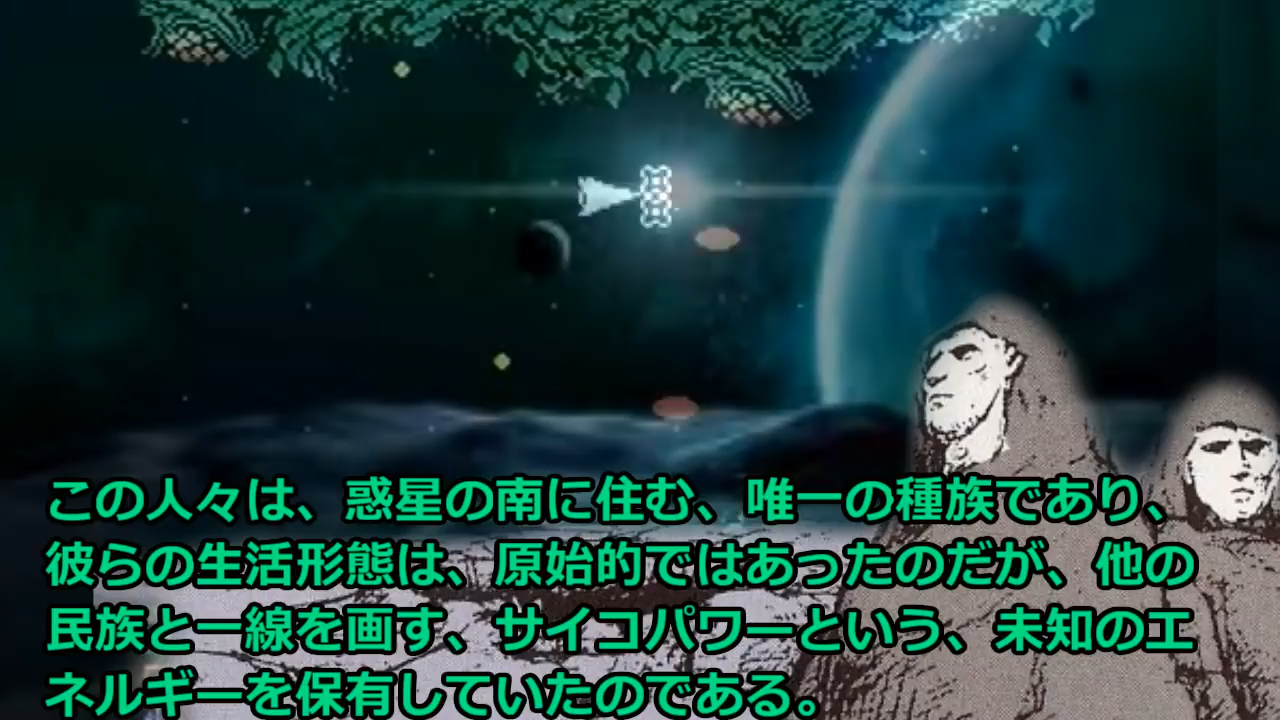 この人々は、惑星の南に住む、唯一の種族であり、
彼らの生活形態は、原始的ではあったのだが、他の
民族と一線を画す、サイコパワーという、未知のエ
ネルギーを保有していたのである。